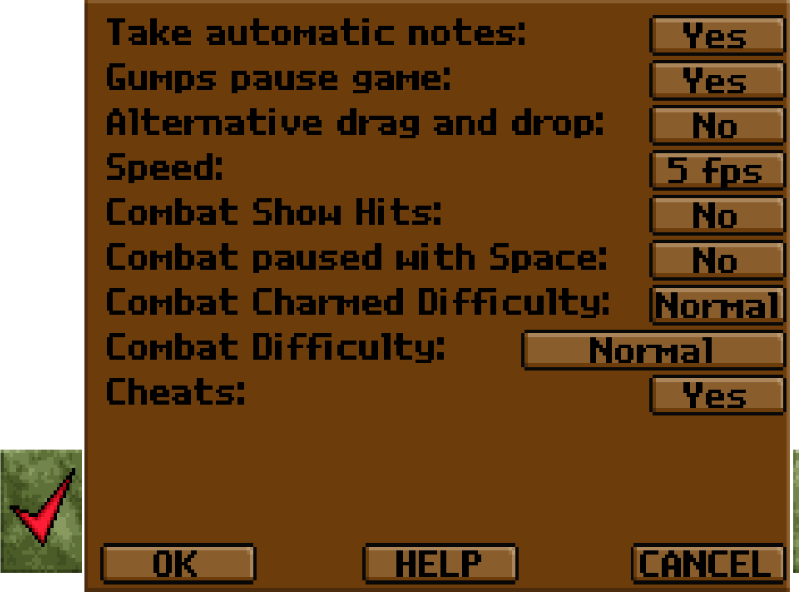 Take automatic notes: Yes
Gumps pause game: Yes
Alternative drag and drop: No
Speed: 5 fps
Combat Show Hits: No
Combat paused with Space: No
Combat Charmed Difficulty: Normal
Combat Difficulty: Normal
Cheats: Yes
OK HELP CANCEL